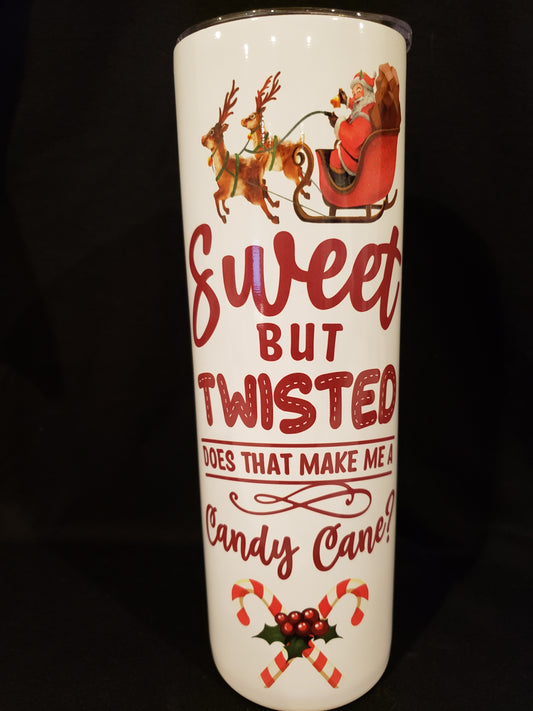 Sweet
BUT
TWISTED
DOES THAT MAKE ME A
Candy Cane?